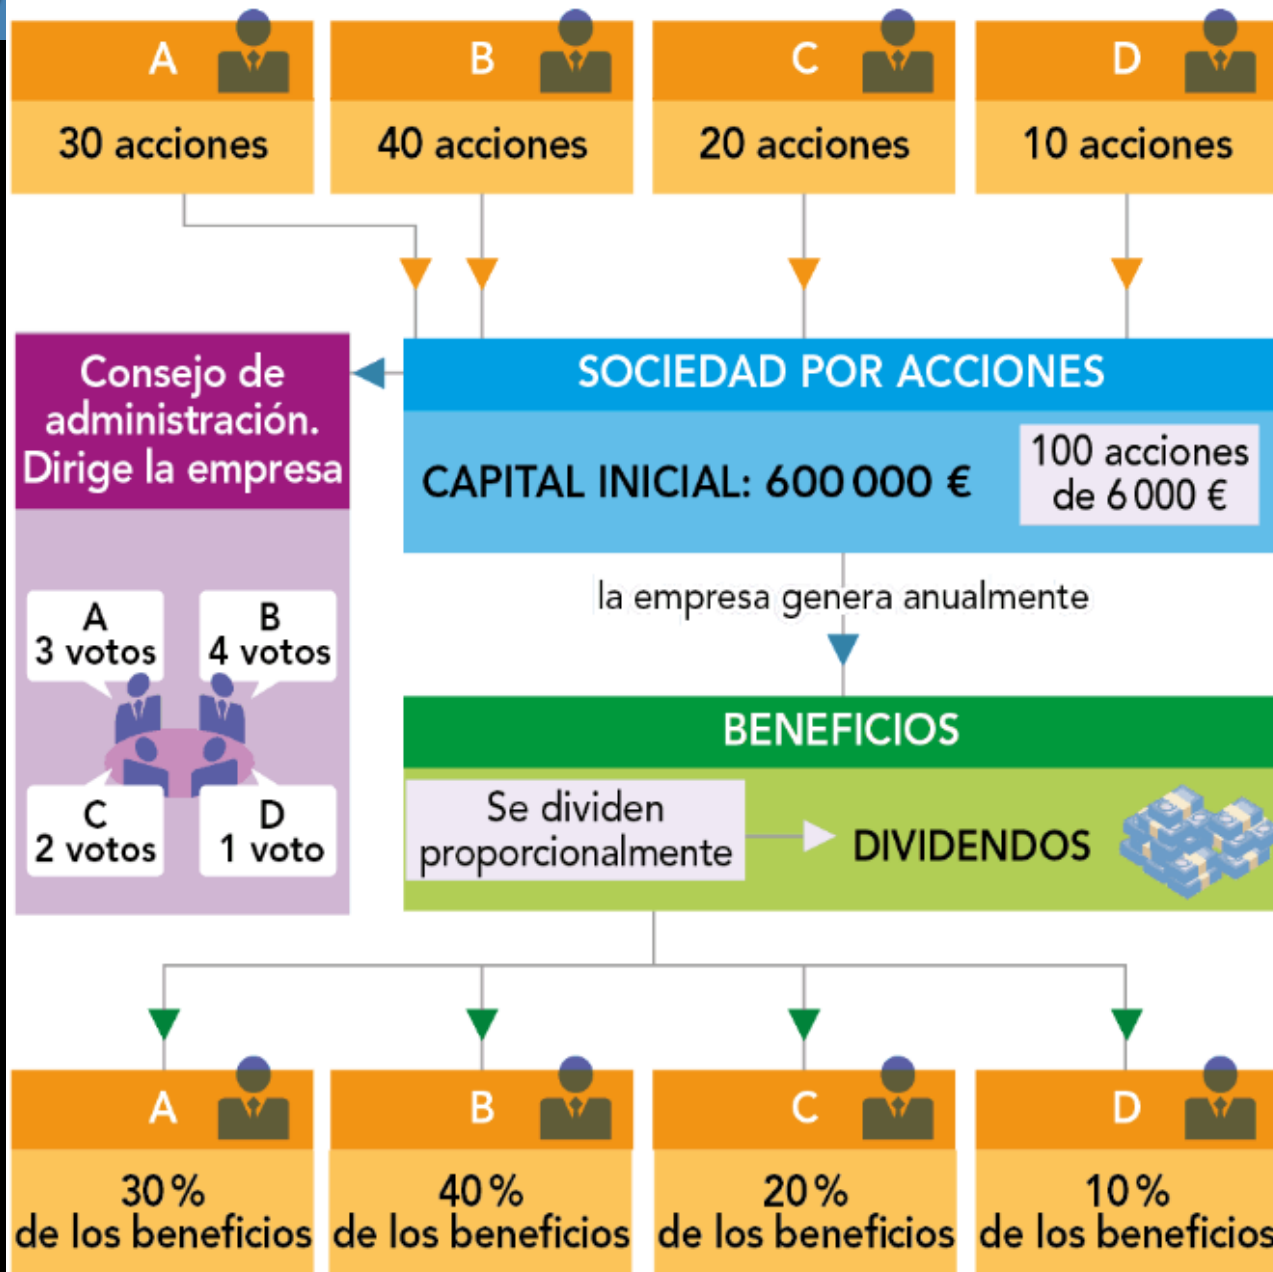 A
30 acciones
B
40 acciones
C
20 acciones
D
10 acciones
Consejo de
administración.
Dirige la empresa
A
3 votos
B
4 votos
C
2 votos
D
1 voto
SOCIEDAD POR ACCIONES
CAPITAL INICIAL: 600 000 €
100 acciones
de 6 000 €
la empresa genera anualmente
BENEFICIOS
Se dividen
proporcionalmente
DIVIDENDOS
A
30 %
de los beneficios
B
40 %
de los beneficios
C
20 %
de los beneficios
D
10 %
de los beneficios